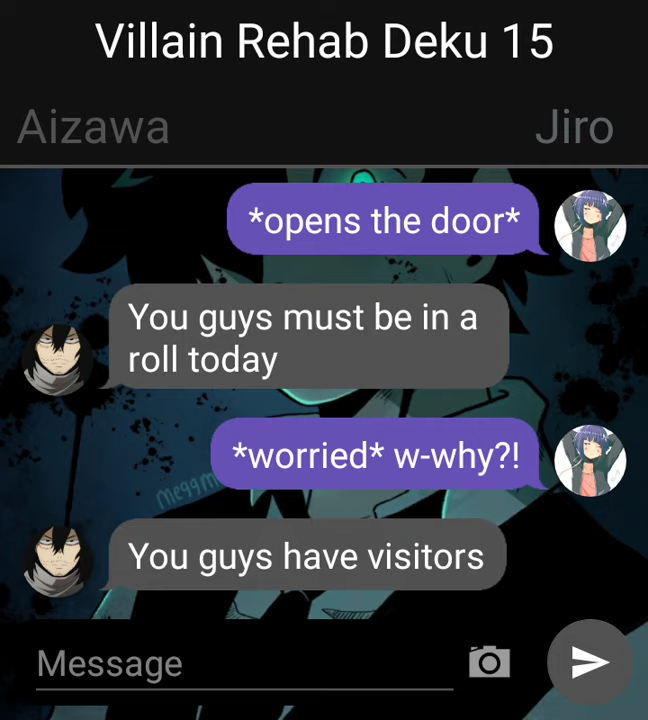 Villain Rehab Deku 15
Aizawa Jiro
*opens the door*
You guys must be in a
roll today
*worried* w-why?!
You guys have visitors
Message